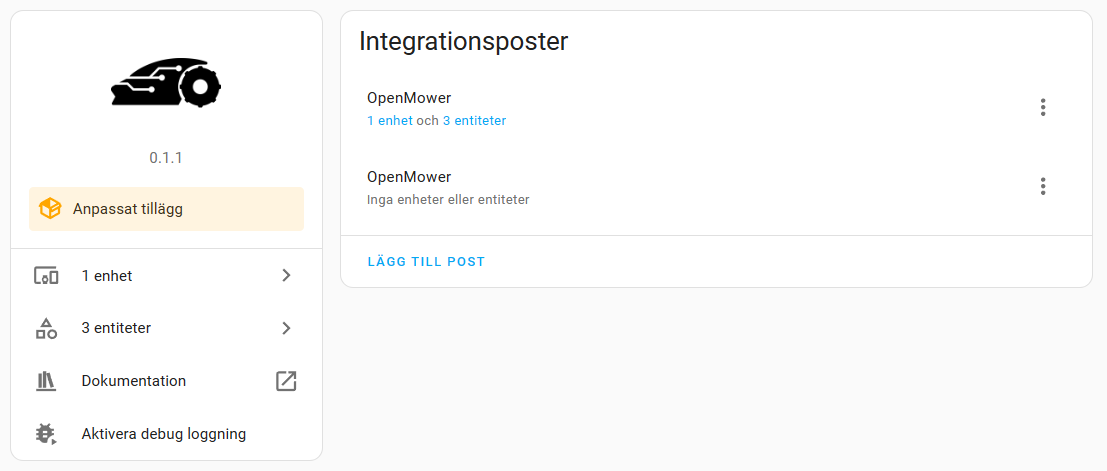 0.1.1
Anpassat tillägg
1 enhet
3 entiteter
Dokumentation
Aktivera debug loggning
Integrationsposter
OpenMower
1 enhet och 3 entiteter
OpenMower
Inga enheter eller entiteter
LÄGG TILL POST